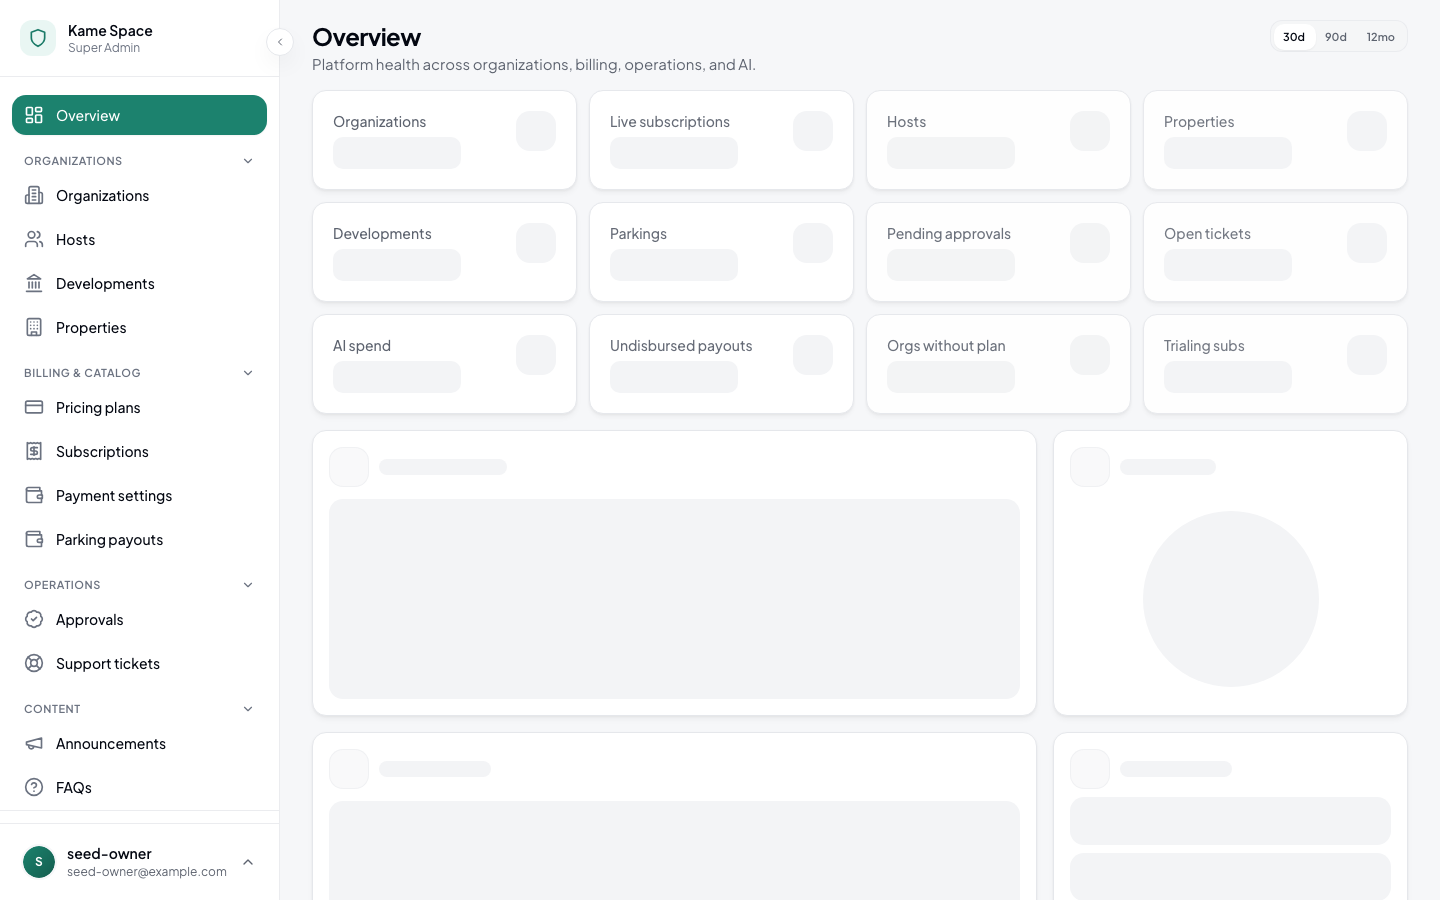 Kame Space
Super Admin
Overview
ORGANIZATIONS
Organizations
Hosts
Developments
Properties
BILLING & CATALOG
Pricing plans
Subscriptions
Payment settings
Parking payouts
OPERATIONS
Approvals
Support tickets
CONTENT
Announcements
FAQs
S
seed-owner
seed-owner@example.com
Overview
Platform health across organizations, billing, operations, and AI.
30d 90d 12mo
Organizations
Live subscriptions
Hosts
Properties
Developments
Parkings
Pending approvals
Open tickets
AI spend
Undisbursed payouts
Orgs without plan
Trialing subs